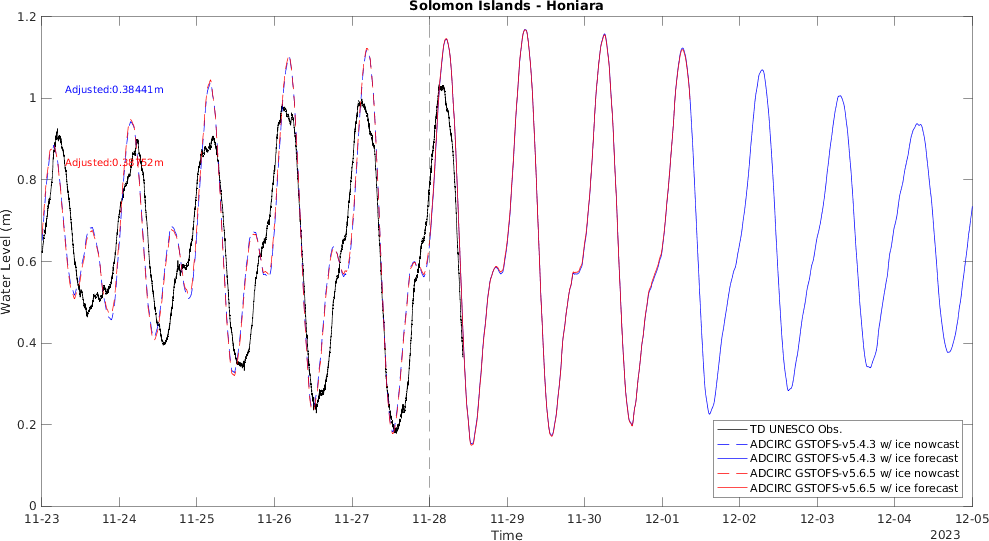 Solomon Islands - Honiara
1.2
1
0.8
0.6
0.4
0.2
0
Water Level (m)
Adjusted:0.38441m
Adjusted:0.38752m
TD UNESCO Obs.
ADCIRC GSTOFS-v5.4.3 w/ ice nowcast
ADCIRC GSTOFS-v5.4.3 w/ ice forecast
ADCIRC GSTOFS-v5.6.5 w/ ice nowcast
ADCIRC GSTOFS-v5.6.5 w/ ice forecast
11-23 11-24 11-25 11-26 11-27 11-28 11-29 11-30 12-01 12-02 12-03 12-04 12-05
Time
2023